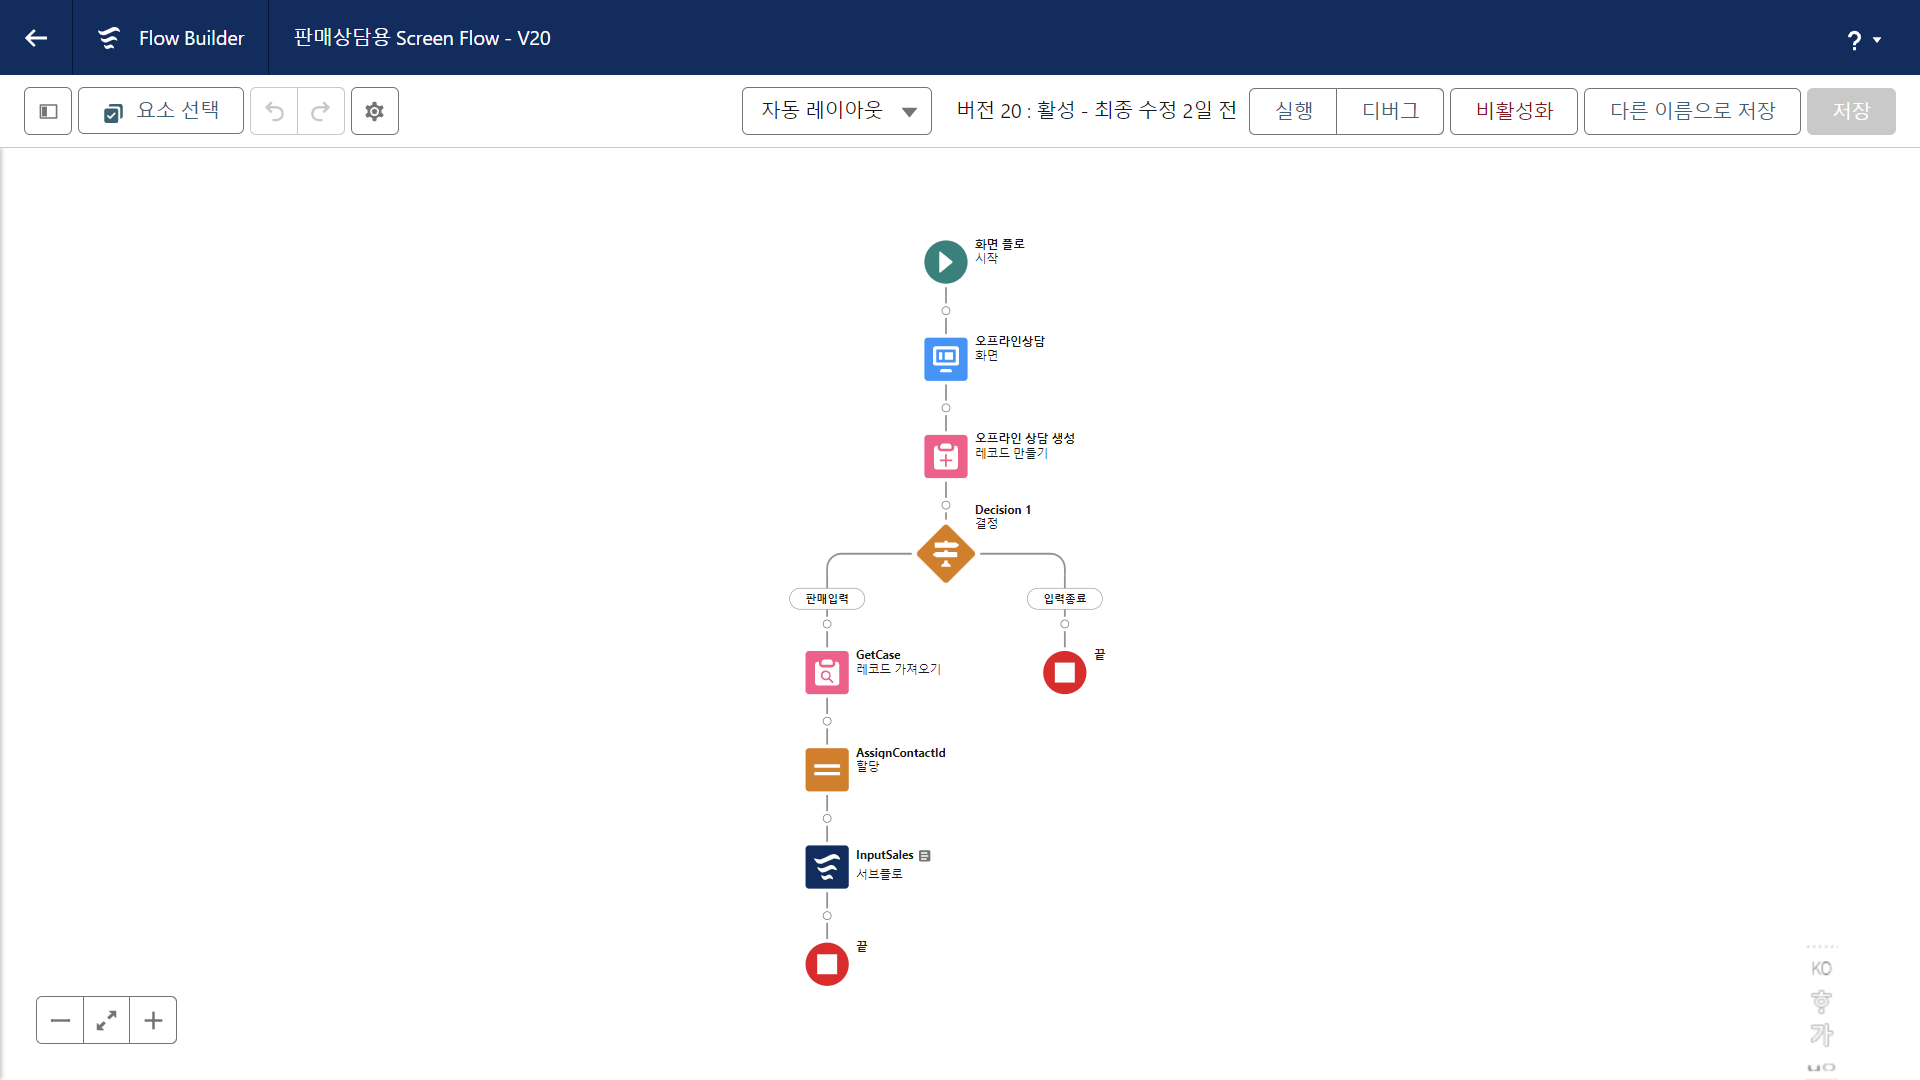 Flow Builder
판매상담용 Screen Flow - V20
?
요소 선택
자동 레이아웃
버전 20 : 활성 - 최종 수정 2일 전
실행
디버그
비활성화
다른 이름으로 저장
저장
화면 플로
시작
오프라인상담
화면
오프라인 상담 생성
레코드 만들기
Decision 1
결정
판매입력
입력종료
GetCase
레코드 가져오기
끝
AssignContactId
할당
InputSales
서브플로
끝
KO
가